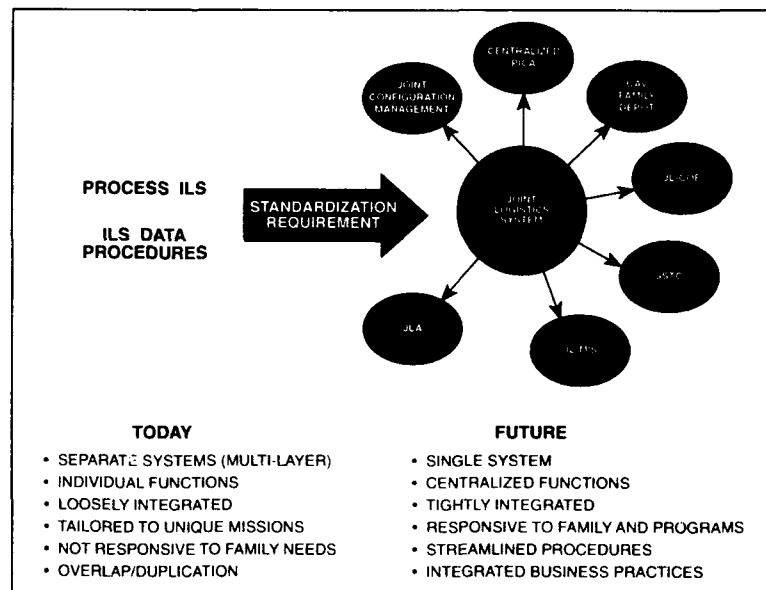 CENTRALIZED
PICA
JOINT
CONFIGURATION
MANAGEMENT
FAMILY
DEPOT
PROCESS ILS
ILS DATA
PROCEDURES
STANDARDIZATION
REQUIREMENT
JOINT
LOGISTICS
SYSTEM
JLA
TODAY
• SEPARATE SYSTEMS (MULTI-LAYER)
• INDIVIDUAL FUNCTIONS
• LOOSELY INTEGRATED
• TAILORED TO UNIQUE MISSIONS
• NOT RESPONSIVE TO FAMILY NEEDS
• OVERLAP/DUPLICATION
FUTURE
• SINGLE SYSTEM
• CENTRALIZED FUNCTIONS
• TIGHTLY INTEGRATED
• RESPONSIVE TO FAMILY AND PROGRAMS
• STREAMLINED PROCEDURES
• INTEGRATED BUSINESS PRACTICES